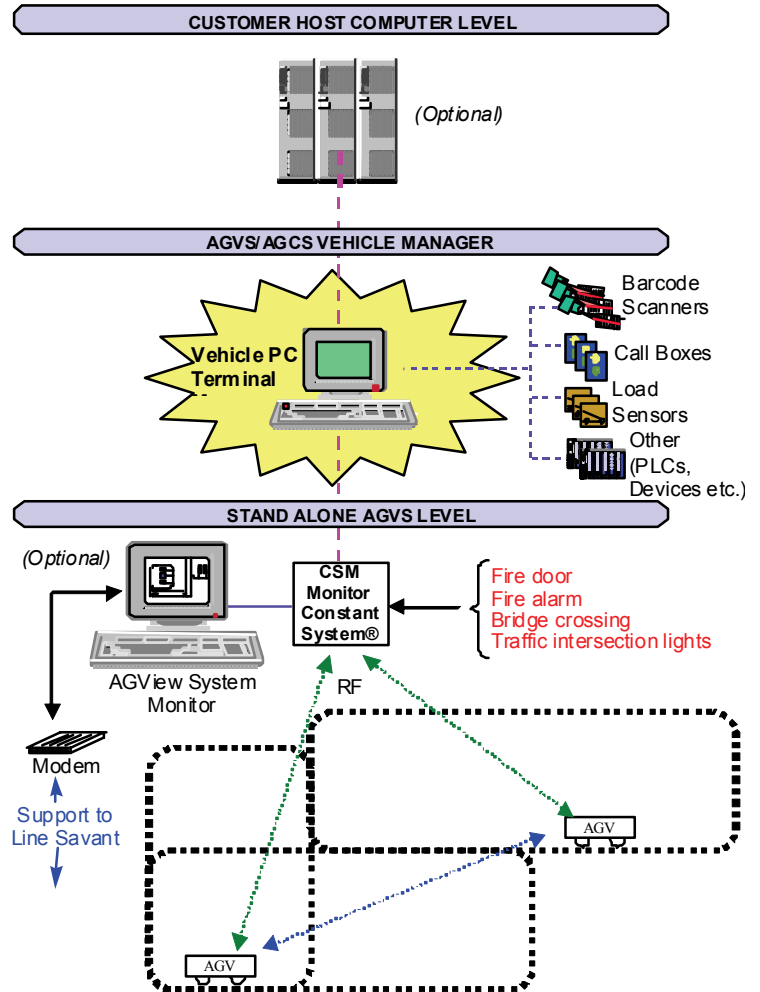 CUSTOMER HOST COMPUTER LEVEL
(Optional)
AGVS/AGCS VEHICLE MANAGER
Vehicle PC
Terminal
Barcode
Scanners
Call Boxes
Load
Sensors
Other
(PLCs,
Devices etc.)
STAND ALONE AGVS LEVEL
(Optional)
CSM
Monitor
Constant
System®
Fire door
Fire alarm
Bridge crossing
Traffic intersection lights
AGView System
Monitor
RF
Modem
Support to
Line Savant
AGV
AGV